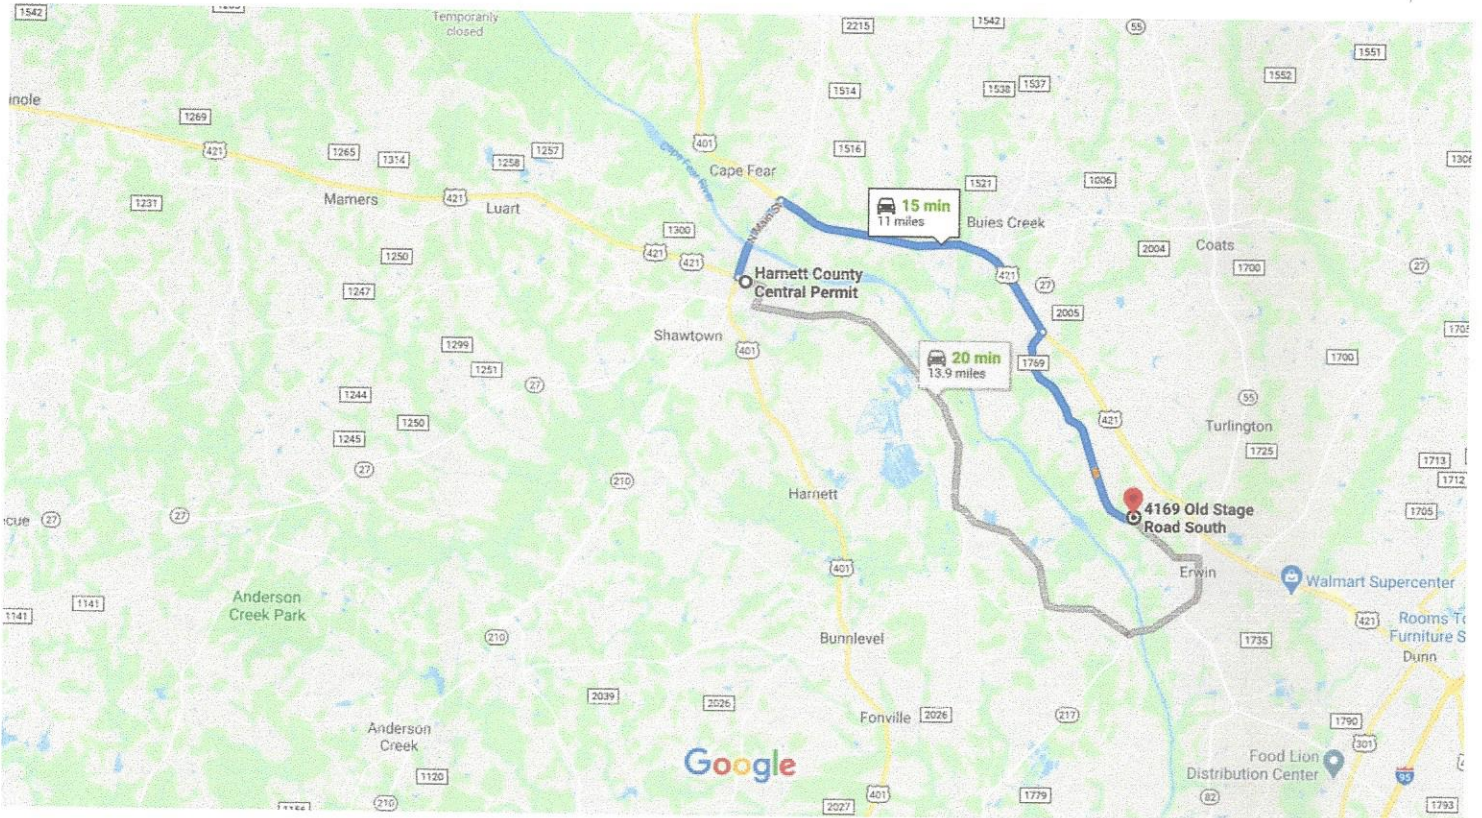 1542
Temporarily
closed
2215
1542
55
1551
1552
inole
1514
1538
1537
1269
421
401
1516
1265
1314
1258
1257
Cape Fear
Cape Fear River
1231
Mamers
421
Luart
1527
1006
N Main St
15 min
11 miles
Buies Creek
1300
421
421
2004
Coats
1700
27
1250
1247
Harnett County
Central Permit
421
27
2005
Shawtown
401
1299
1251
27
20 min
13.9 miles
1769
1700
1244
1250
1245
27
55
421
Turlington
1725
1713
1712
210
Harnett
4169 Old Stage
Road South
1705
27
27
401
Erwin
Walmart Supercenter
1141
1141
Anderson
Creek Park
210
Bunnlevel
421
Furniture S
Dunn
1735
2039
2026
Fonville
2026
217
Anderson
Creek
1120
Google
1790
301
Food Lion
Distribution Center
95
210
401
2027
1779
82
1793